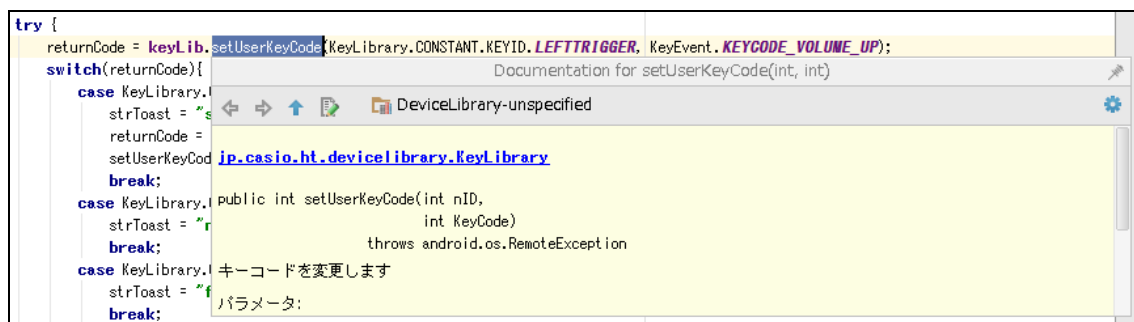 try {
returnCode = keyLib.setUserKeyCode(KeyLibrary.CONSTANT.KEYID.LEFTTRIGGER, KeyEvent.KEYCODE_VOLUME_UP);
switch(returnCode){
Documentation for setUserKeyCode(int, int)
case KeyLibrary.
DeviceLibrary-unspecified
strToast = "s
returnCode =
setUserKeyCod
jp.casio.ht.devicelibrary.KeyLibrary
break;
case KeyLibrary.
public int setUserKeyCode(int nID,
strToast = "r
int KeyCode)
break;
throws android.os.RemoteException
case KeyLibrary.
キーコードを変更します
strToast = "f
パラメータ:
break;